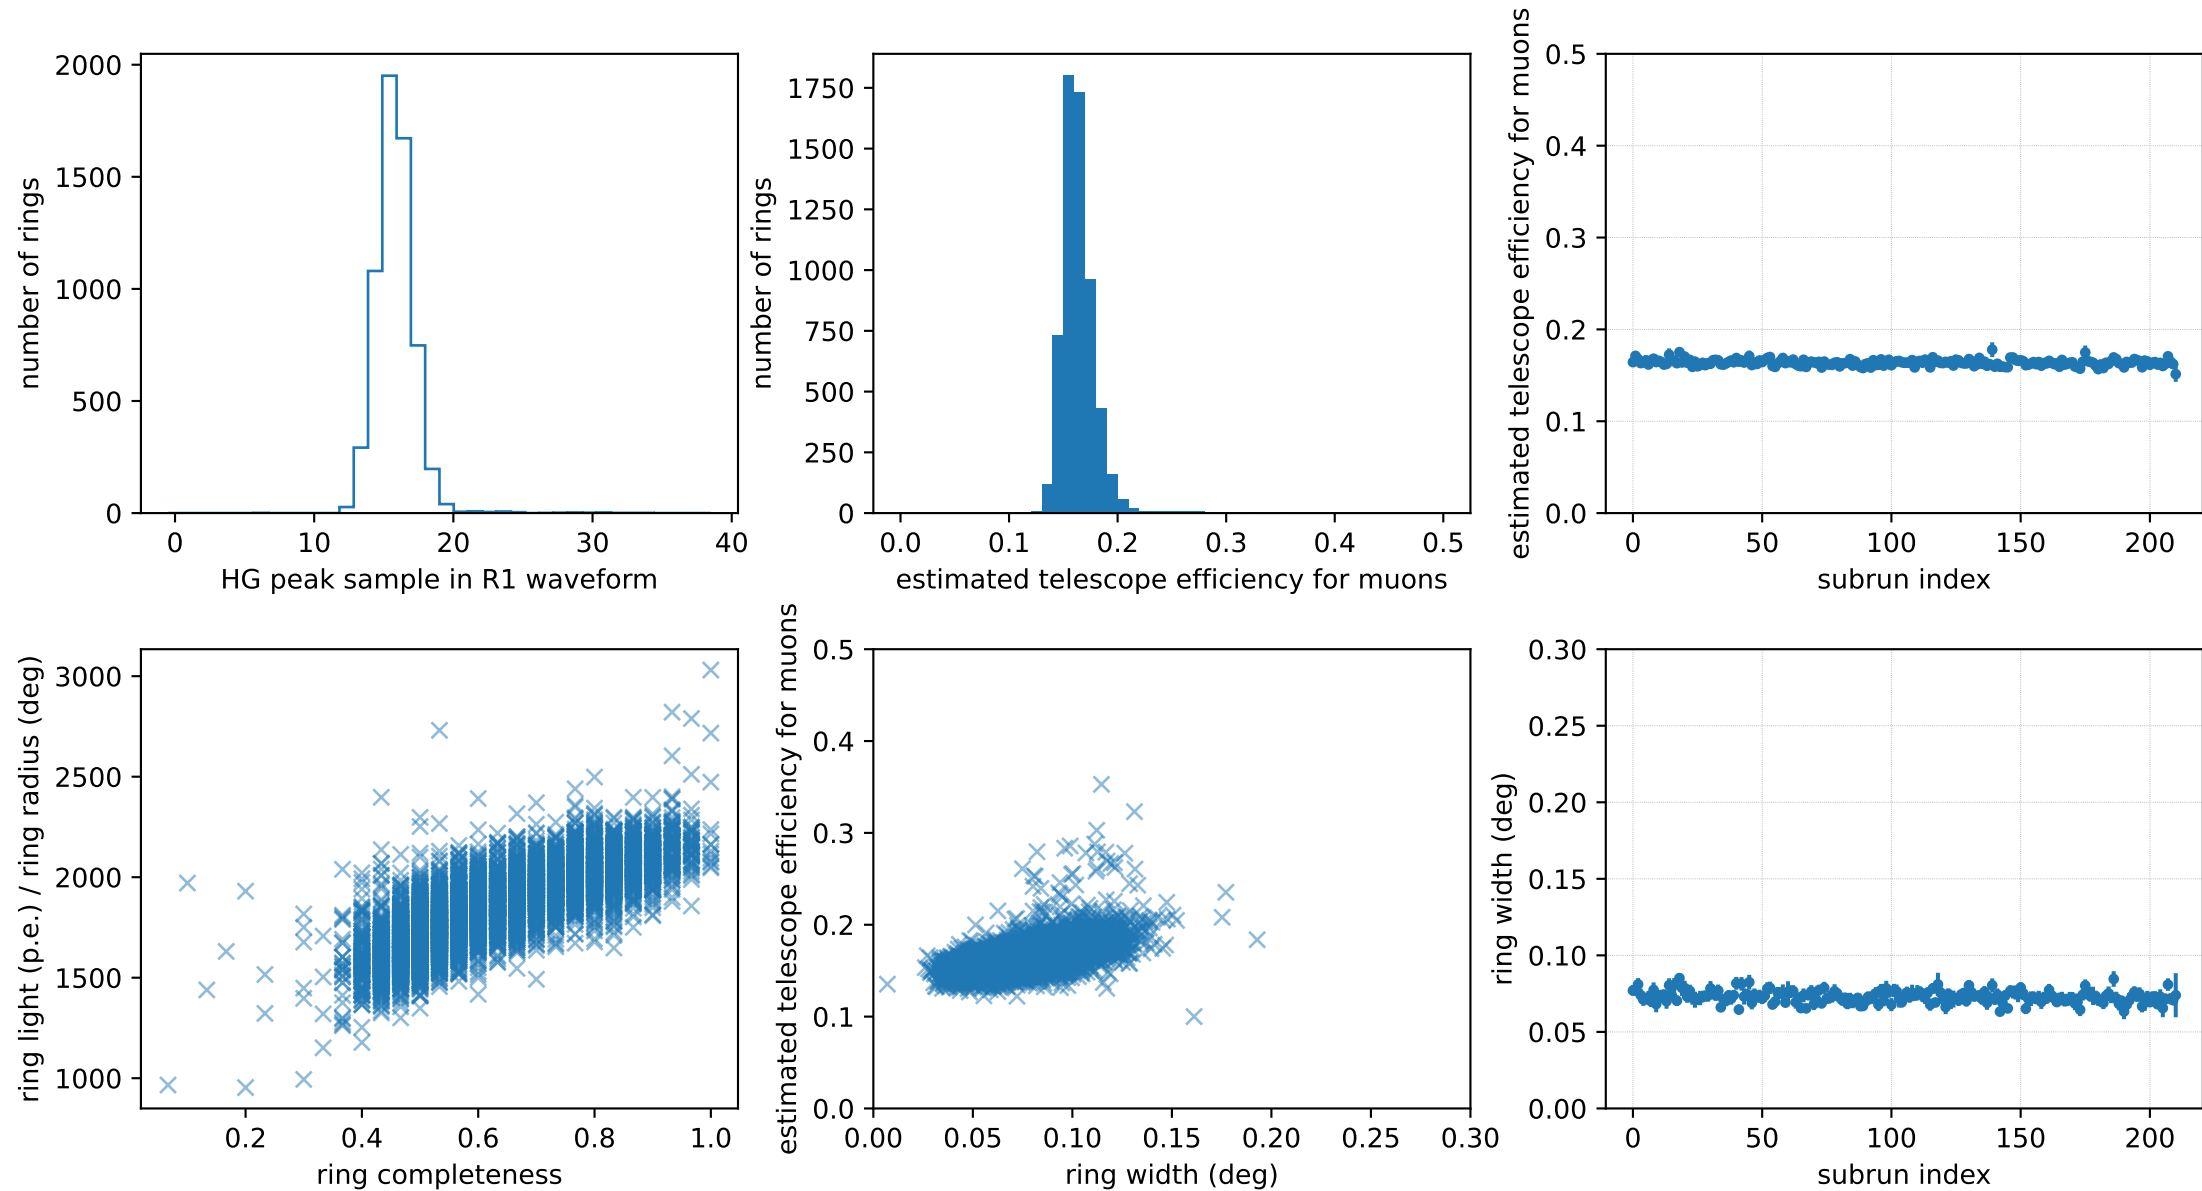 number of rings
2000
1500
1000
500
0
0 10 20 30 40
HG peak sample in R1 waveform
number of rings
1750
1500
1250
1000
750
500
250
0
0.0 0.1 0.2 0.3 0.4 0.5
estimated telescope efficiency for muons
estimated telescope efficiency for muons
0.5
0.4
0.3
0.2
0.1
0.0
0 50 100 150 200
subrun index
ring light (p.e.) / ring radius (deg)
3000
2500
2000
1500
1000
0.2 0.4 0.6 0.8 1.0
ring completeness
estimated telescope efficiency for muons
0.5
0.4
0.3
0.2
0.1
0.0
0.00 0.05 0.10 0.15 0.20 0.25 0.30
ring width (deg)
ring width (deg)
0.30
0.25
0.20
0.15
0.10
0.05
0.00
0 50 100 150 200
subrun index